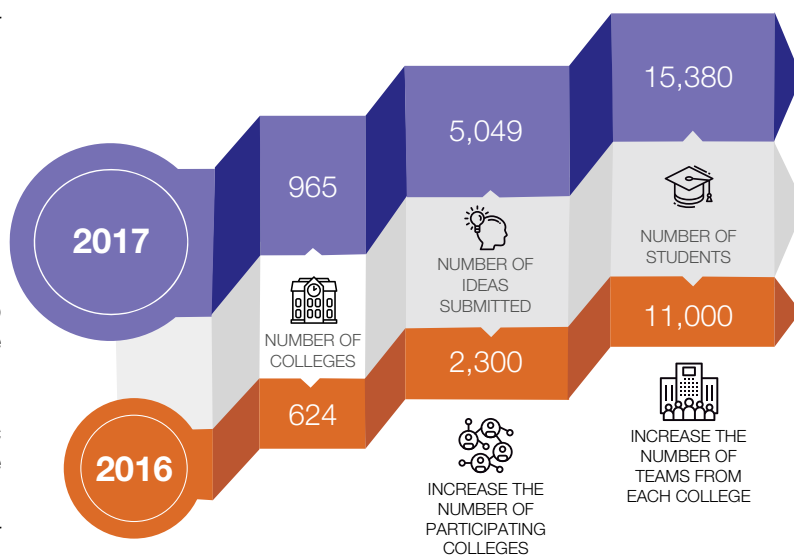 2017
965
5,049
15,380
NUMBER OF
COLLEGES
NUMBER OF
IDEAS
SUBMITTED
NUMBER OF
STUDENTS
2016
624
2,300
11,000
INCREASE THE
NUMBER OF
PARTICIPATING
COLLEGES
INCREASE THE
NUMBER OF
TEAMS FROM
EACH COLLEGE